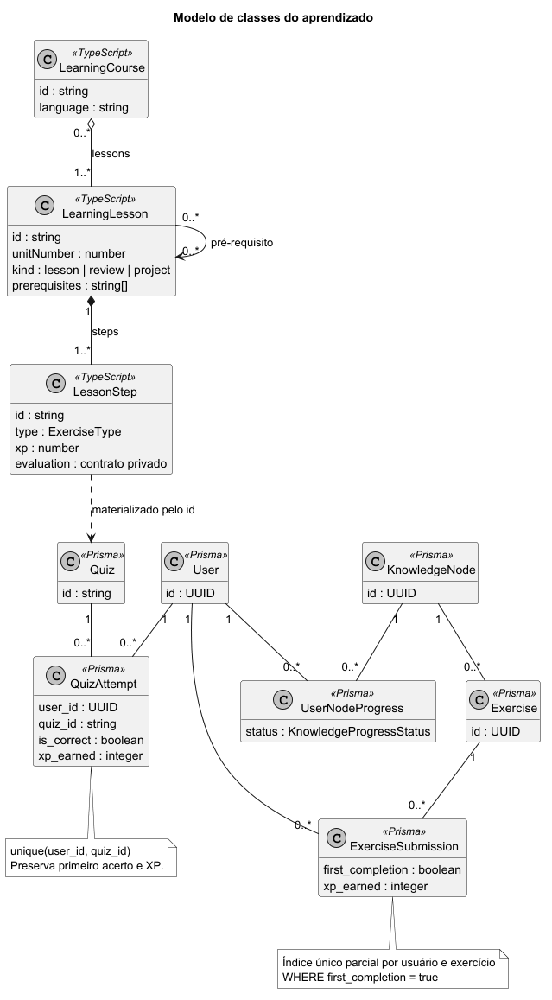 Modelo de classes do aprendizado
C «TypeScript»
LearningCourse
id : string
language : string
0..*
lessons
1..*
C «TypeScript»
LearningLesson
id : string
unitNumber : number
kind : lesson | review | project
prerequisites : string[]
0..*
pré-requisito
0..*
1
steps
1..*
C «TypeScript»
LessonStep
id : string
type : ExerciseType
xp : number
evaluation : contrato privado
materializado pelo id
C «Prisma»
Quiz
id : string
C «Prisma»
User
id : UUID
C «Prisma»
KnowledgeNode
id : UUID
1
1
1
1
1
1
0..*
0..*
0..*
0..*
0..*
C «Prisma»
QuizAttempt
user_id : UUID
quiz_id : string
is_correct : boolean
xp_earned : integer
C «Prisma»
UserNodeProgress
status : KnowledgeProgressStatus
C «Prisma»
Exercise
id : UUID
1
0..*
0..*
C «Prisma»
ExerciseSubmission
first_completion : boolean
xp_earned : integer
unique(user_id, quiz_id)
Preserva primeiro acerto e XP.
Índice único parcial por usuário e exercício
WHERE first_completion = true